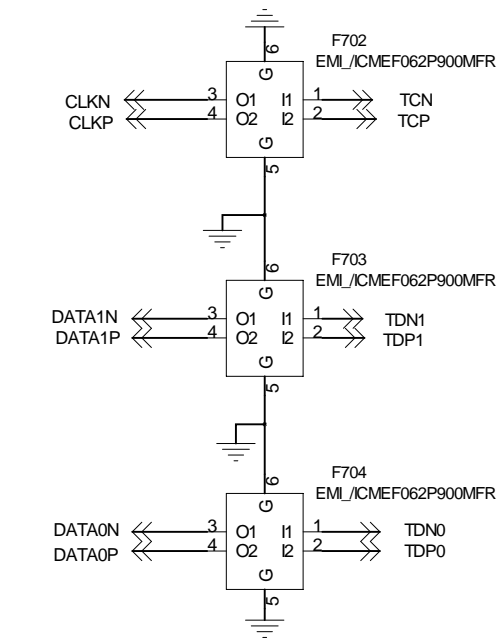 6
F702
EMI_/ICMEF062P900MFR
G
CLKN 3 O1 I1 1 TCN
CLKP 4 O2 I2 2 TCP
G
5
6
F703
EMI_/ICMEF062P900MFR
G
DATA1N 3 O1 I1 1 TDN1
DATA1P 4 O2 I2 2 TDP1
G
5
6
F704
EMI_/ICMEF062P900MFR
G
DATA0N 3 O1 I1 1 TDN0
DATA0P 4 O2 I2 2 TDP0
G
5